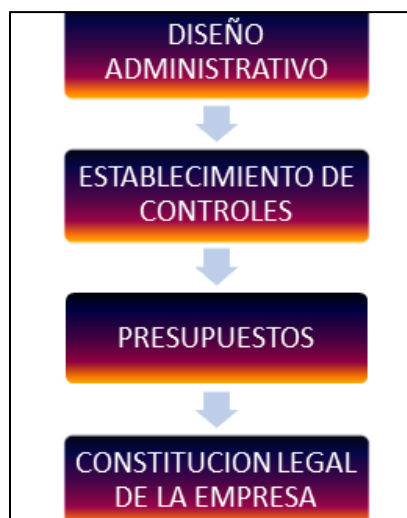 DISEÑO
ADMINISTRATIVO
ESTABLECIMIENTO DE
CONTROLES
PRESUPUESTOS
CONSTITUCION LEGAL
DE LA EMPRESA